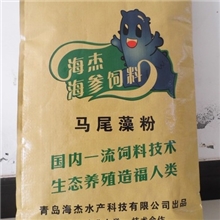 海杰
海参饲料
马尾藻粉
国内一流饲料技术
生态养殖造福人类
青岛海杰水产科技有限公司出品